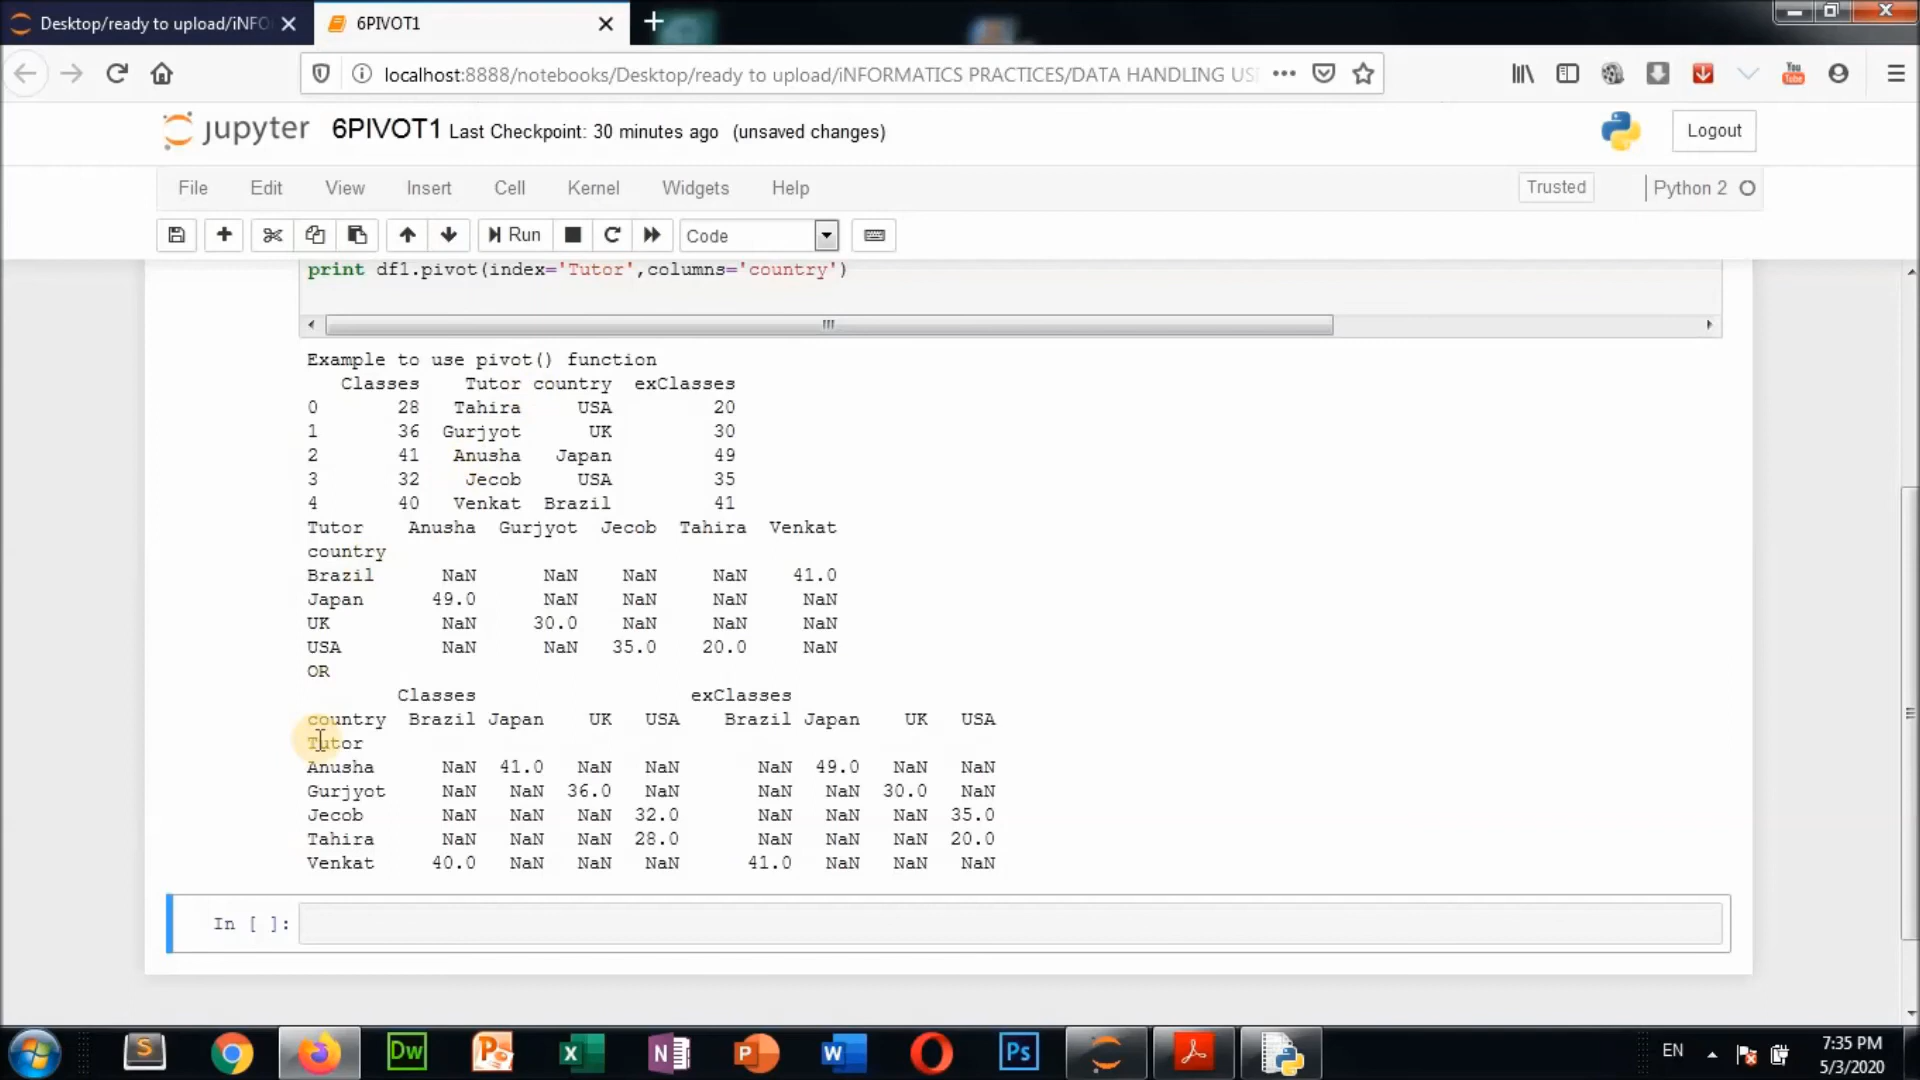 Desktop/ready to upload/iNFO
6PIVOT1
localhost:8888/notebooks/Desktop/ready to upload/iNFORMATICS PRACTICES/DATA HANDLING US
jupyter 6PIVOT1 Last Checkpoint: 30 minutes ago (unsaved changes)
Logout
File Edit View Insert Cell Kernel Widgets Help
Trusted
Python 2
Run
Code
print df1.pivot(index='Tutor',columns='country')
Example to use pivot() function
Classes Tutor country exClasses
0 28 Tahira USA 20
1 36 Gurjyot UK 30
2 41 Anusha Japan 49
3 32 Jecob USA 35
4 40 Venkat Brazil 41
Tutor Anusha Gurjyot Jecob Tahira Venkat
country
Brazil NaN NaN NaN NaN 41.0
Japan 49.0 NaN NaN NaN NaN
UK NaN 30.0 NaN NaN NaN
USA NaN NaN 35.0 20.0 NaN
OR
Classes exClasses
country Brazil Japan UK USA Brazil Japan UK USA
Tutor
Anusha NaN 41.0 NaN NaN NaN 49.0 NaN NaN
Gurjyot NaN NaN 36.0 NaN NaN NaN 30.0 NaN
Jecob NaN NaN NaN 32.0 NaN NaN NaN 35.0
Tahira NaN NaN NaN 28.0 NaN NaN NaN 20.0
Venkat 40.0 NaN NaN NaN 41.0 NaN NaN NaN
In [ ]:
EN
7:35 PM
5/3/2020